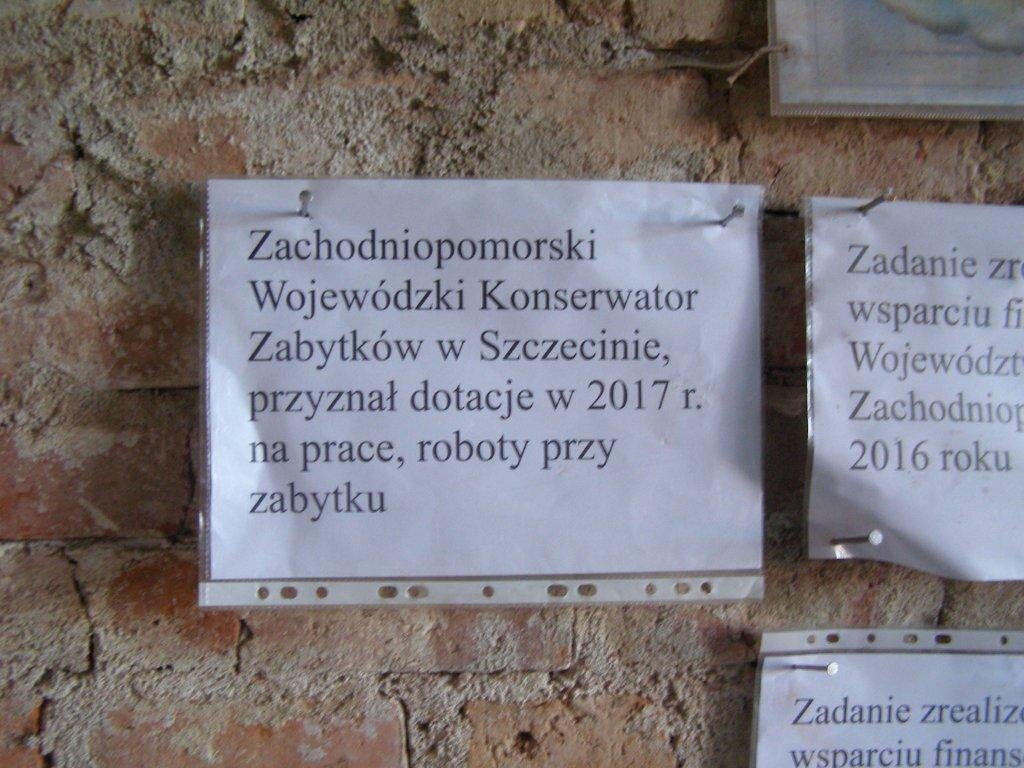 Zachodniopomorski
Wojewódzki Konserwator
Zabytków w Szczecinie,
przyznał dotacje w 2017 r.
na prace, roboty przy
zabytku
Zadanie
wsparciu
2016 roku
Zadanie
wsparciu